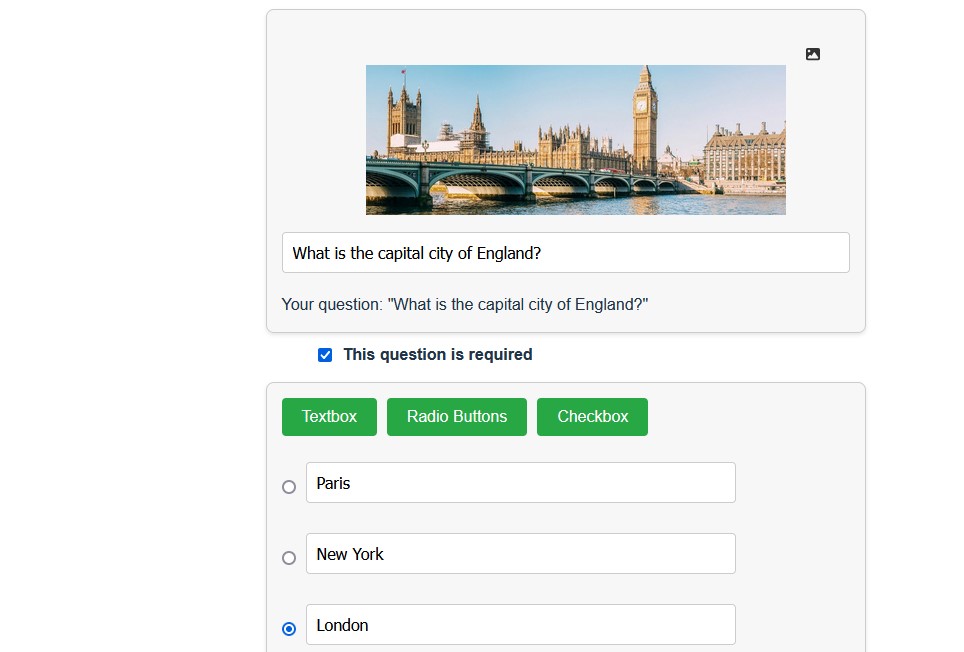 What is the capital city of England?
Your question: "What is the capital city of England?"
This question is required
Textbox Radio Buttons Checkbox
Paris
New York
London